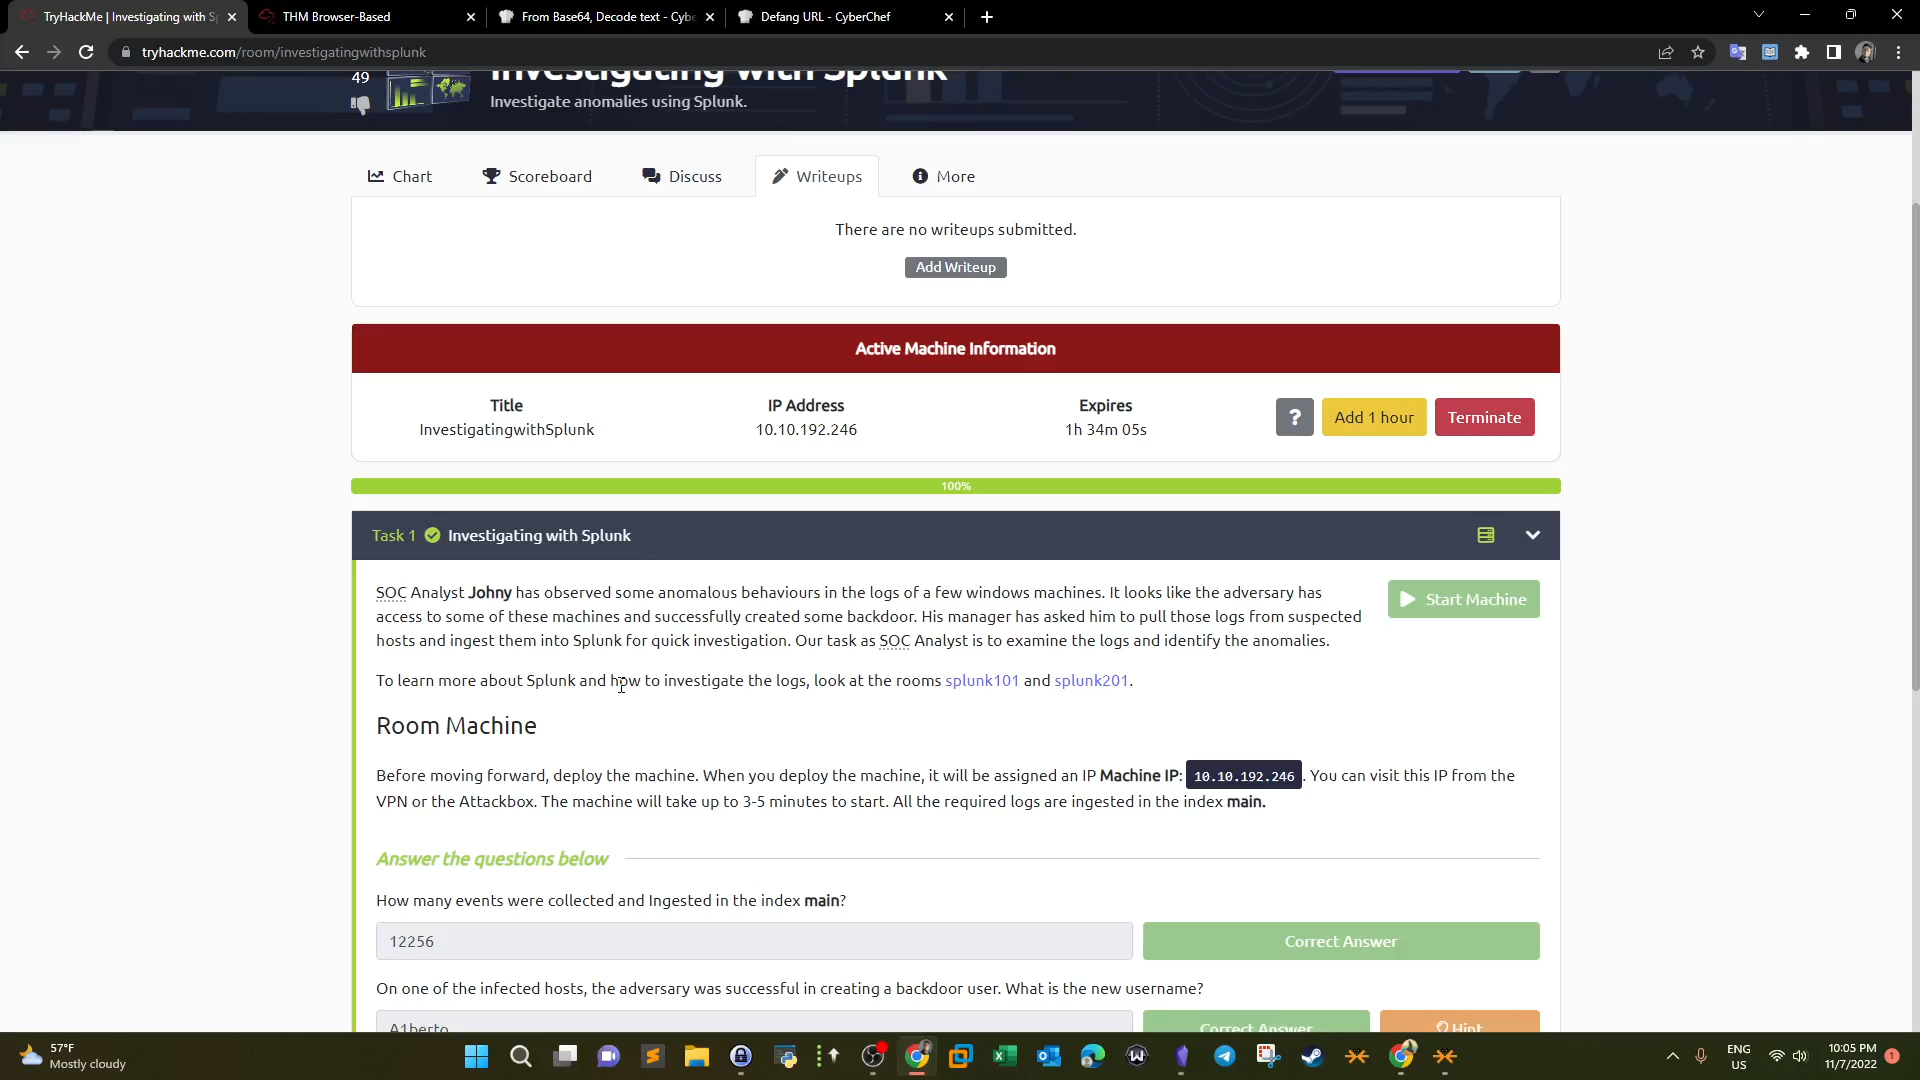 TryHackMe | Investigating with Sp
THM Browser-Based
From Base64, Decode text - Cybe
Defang URL - CyberChef
tryhackme.com/room/investigatingwithsplunk
49
Investigating with Splunk
Investigate anomalies using Splunk.
Chart
Scoreboard
Discuss
Writeups
More
There are no writeups submitted.
Add Writeup
Active Machine Information
Title
IP Address
Expires
InvestigatingwithSplunk
10.10.192.246
1h 34m 05s
?
Add 1 hour
Terminate
100%
Task 1 Investigating with Splunk
SOC Analyst Johny has observed some anomalous behaviours in the logs of a few windows machines. It looks like the adversary has
access to some of these machines and successfully created some backdoor. His manager has asked him to pull those logs from suspected
hosts and ingest them into Splunk for quick investigation. Our task as SOC Analyst is to examine the logs and identify the anomalies.
Start Machine
To learn more about Splunk and how to investigate the logs, look at the rooms splunk101 and splunk201.
Room Machine
Before moving forward, deploy the machine. When you deploy the machine, it will be assigned an IP Machine IP: 10.10.192.246 . You can visit this IP from the
VPN or the Attackbox. The machine will take up to 3-5 minutes to start. All the required logs are ingested in the index main.
Answer the questions below
How many events were collected and Ingested in the index main?
12256
Correct Answer
On one of the infected hosts, the adversary was successful in creating a backdoor user. What is the new username?
A1berto
Correct Answer
Hint
57°F
Mostly cloudy
ENG
US
10:05 PM
11/7/2022
1